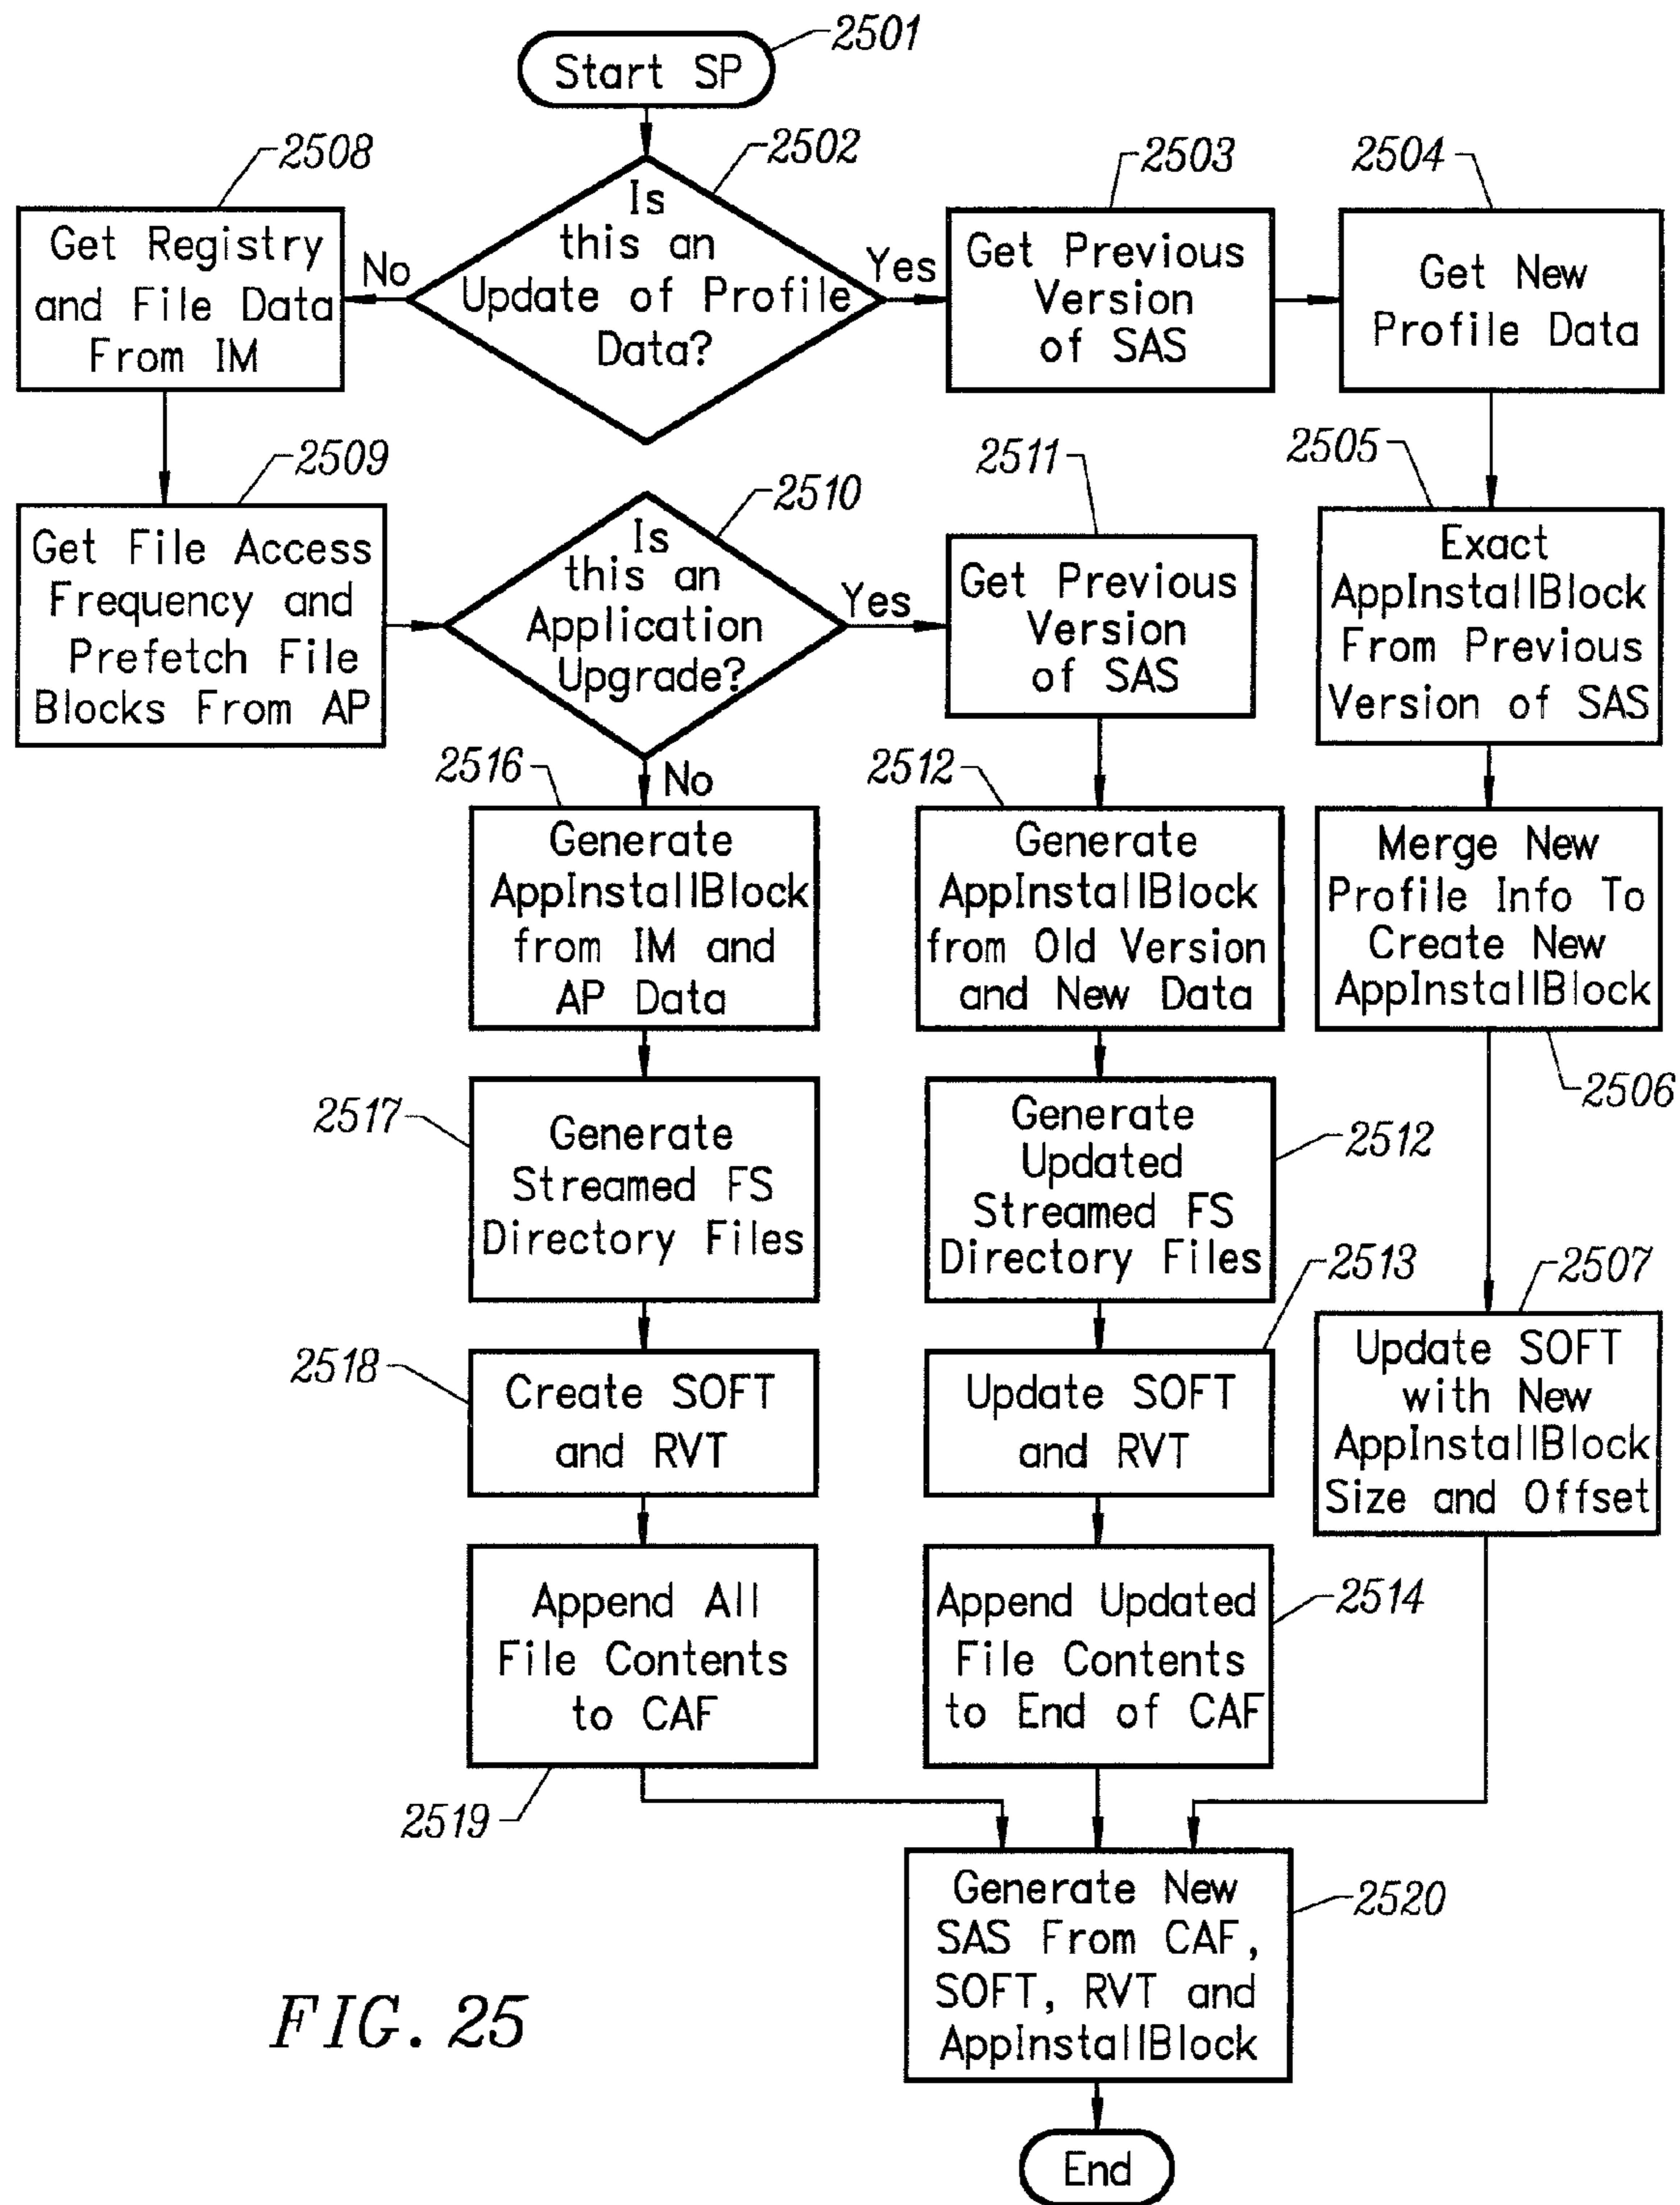 Start SP
2501
2508
2502
2503
2504
Get Registry
and File Data
From IM
No
Is
this an
Update of Profile
Data?
Yes
Get Previous
Version
of SAS
Get New
Profile Data
2509
2510
2511
2505
Get File Access
Frequency and
Prefetch File
Blocks From AP
Is
this an
Application
Upgrade?
Yes
Get Previous
Version
of SAS
Exact
AppInstallBlock
From Previous
Version of SAS
2516
No
2512
Generate
AppInstallBlock
from IM and
AP Data
Generate
AppInstallBlock
from Old Version
and New Data
Merge New
Profile Info To
Create New
AppInstallBlock
2506
2517
Generate
Streamed FS
Directory Files
Generate
Updated
Streamed FS
Directory Files
2512
2513
2507
2518
Create SOFT
and RVT
Update SOFT
and RVT
Update SOFT
with New
AppInstallBlock
Size and Offset
Append All
File Contents
to CAF
Append Updated
File Contents
to End of CAF
2514
2519
Generate New
SAS From CAF,
SOFT, RVT and
AppInstallBlock
2520
FIG. 25
End